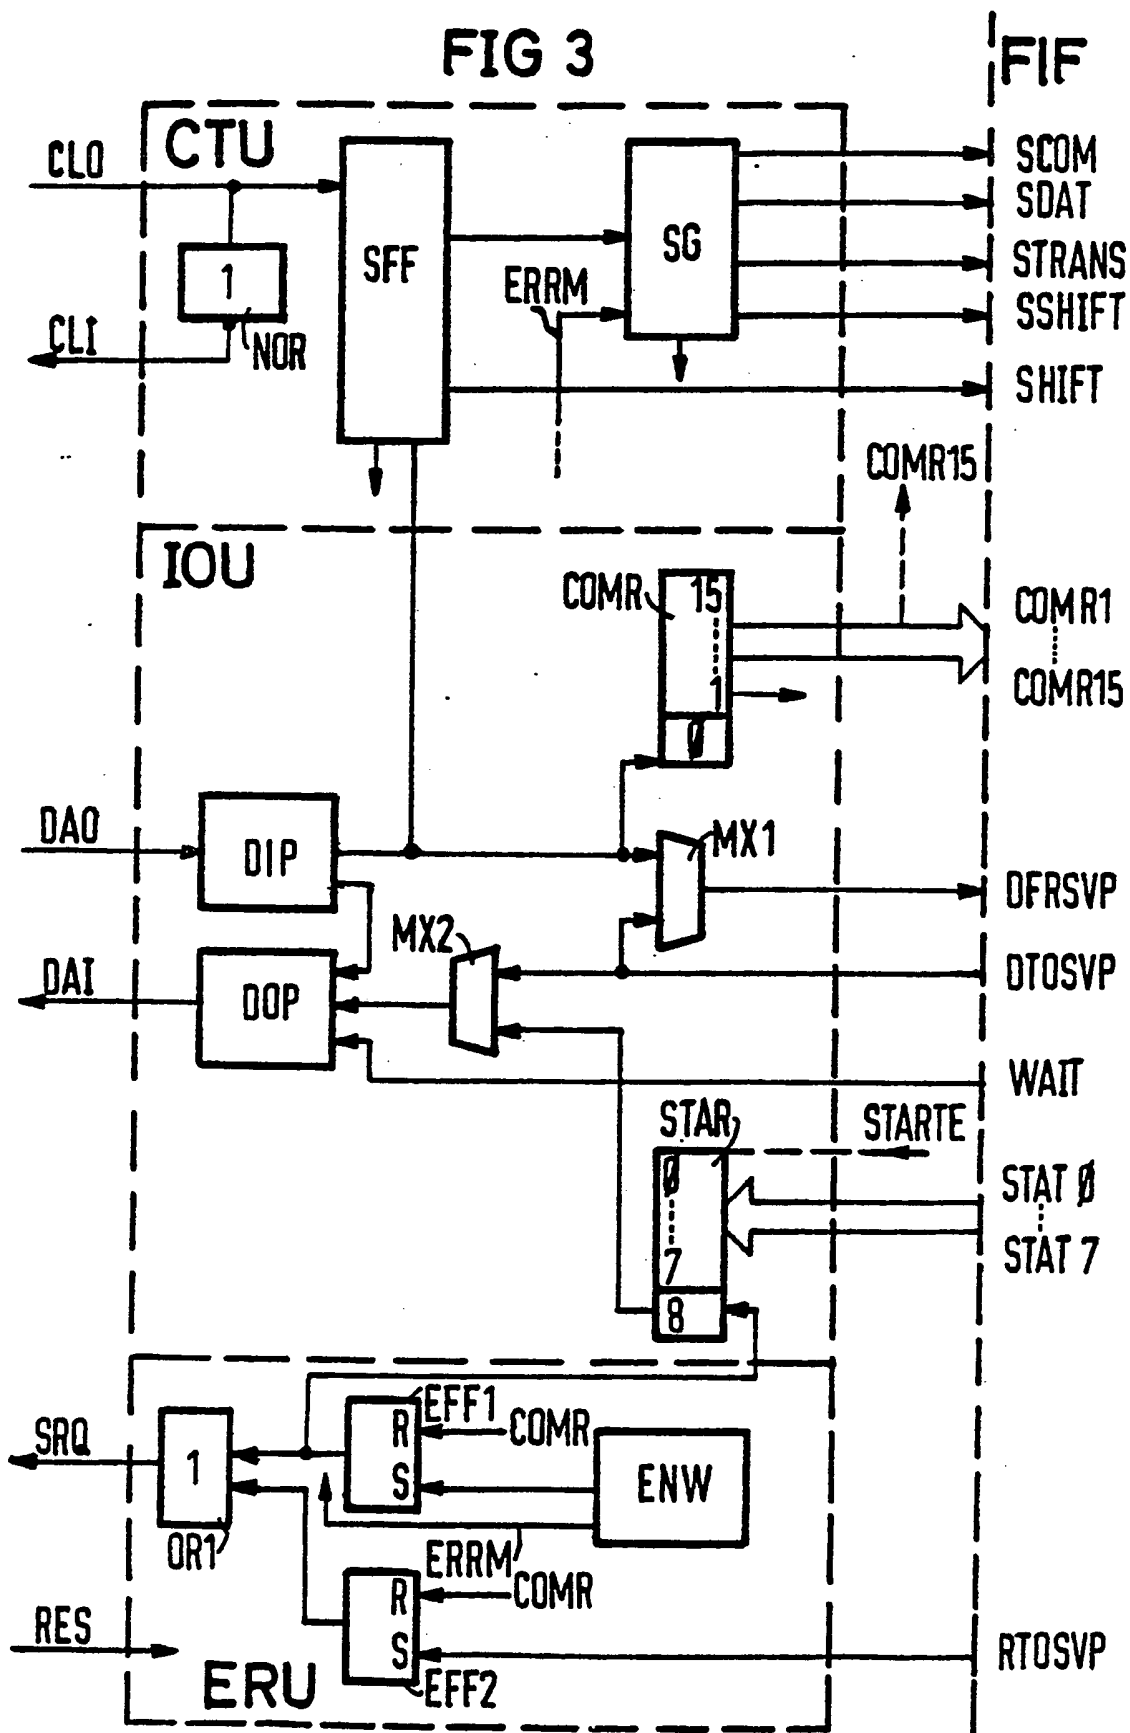 FIG 3
FIF
CTU
CLO
SCOM
SDAT
SFF
SG
1
STRANS
ERRM
SSHIFT
CLI
NOR
SHIFT
COMR15
IOU
COMR
15
1
Ø
COMR1
COMR15
DAO
DIP
MX1
DFRSVP
MX2
DAI
DOP
DTOSVP
WAIT
STAR
STARTE
Ø
7
8
STAT Ø
STAT 7
EFF1
SRQ
1
R
COMR
S
ENW
OR1
ERRM
R
COMR
RES
S
RTOSVP
ERU
EFF2